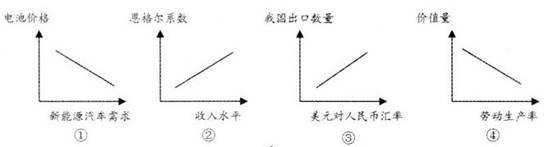 电池价格
新能源汽车需求
①
恩格尔系数
收入水平
②
我国出口数量
美元对人民币汇率
③
价值量
劳动生产率
④